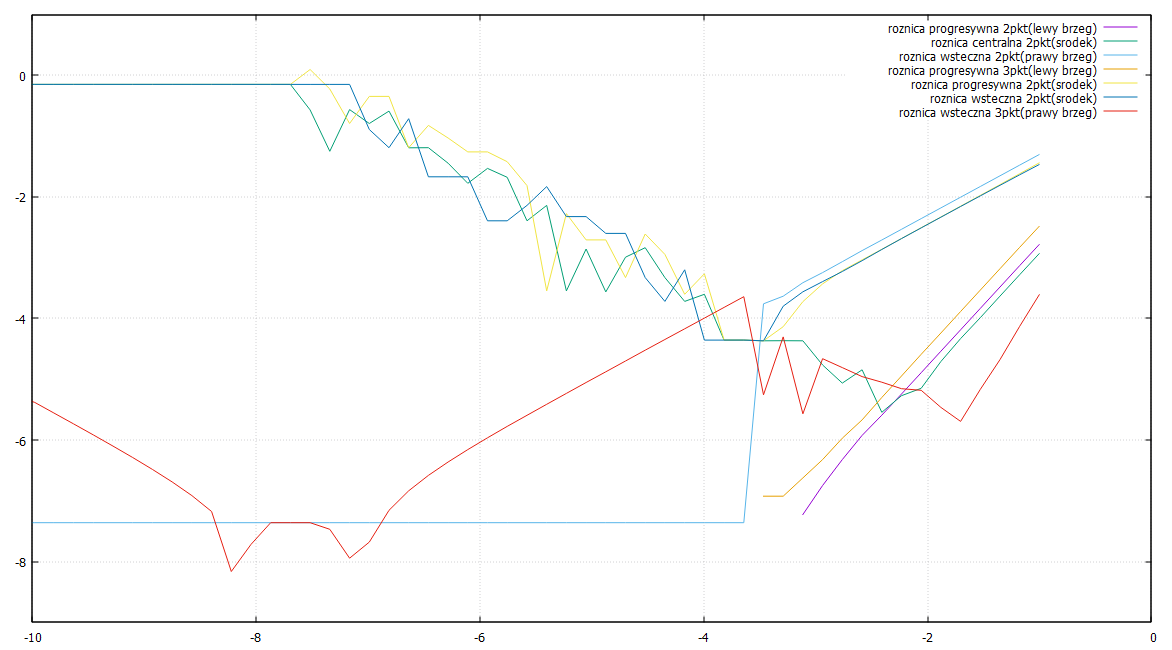 roznica progresywna 2pkt(lewy brzeg)
roznica centralna 2pkt(srodek)
roznica wsteczna 2pkt(prawy brzeg)
roznica progresywna 3pkt(lewy brzeg)
roznica progresywna 2pkt(srodek)
roznica wsteczna 2pkt(srodek)
roznica wsteczna 3pkt(prawy brzeg)
0
-2
-4
-6
-8
-10 -8 -6 -4 -2 0